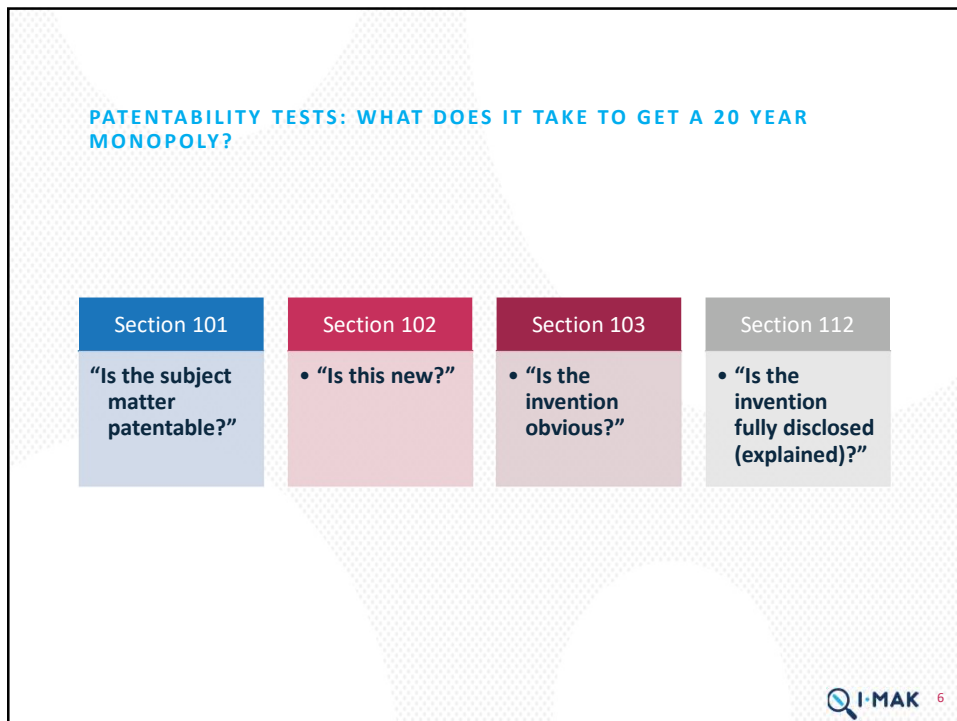 PATENTABILITY TESTS: WHAT DOES IT TAKE TO GET A 20 YEAR
MONOPOLY?
Section 101
“Is the subject
matter
patentable?”
Section 102
• “Is this new?”
Section 103
• “Is the
invention
obvious?”
Section 112
• “Is the
invention
fully disclosed
(explained)?”
I·MAK
6